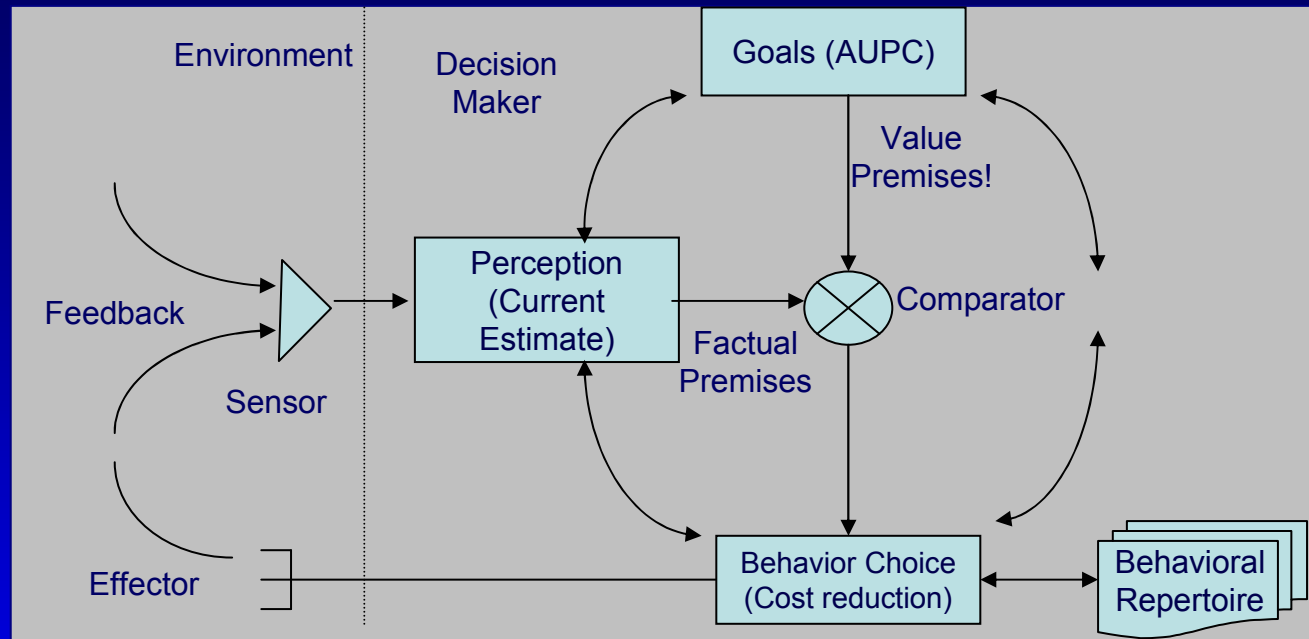 Environment
Decision
Maker
Goals (AUPC)
Value
Premises!
Perception
(Current
Estimate)
Comparator
Feedback
Factual
Premises
Sensor
Effector
Behavior Choice
(Cost reduction)
Behavioral
Repertoire